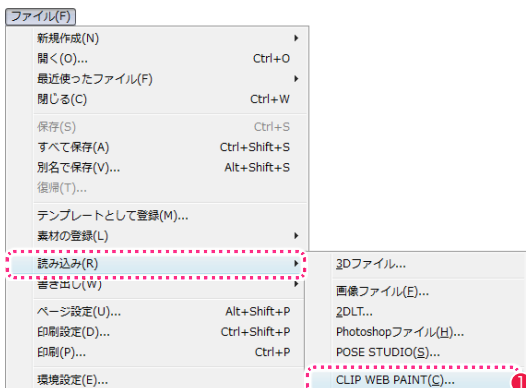 ファイル(F)
新規作成(N)
開く(O)... Ctrl+O
最近使ったファイル(F)
閉じる(C) Ctrl+W
保存(S) Ctrl+S
すべて保存(A) Ctrl+Shift+S
別名で保存(V)... Alt+Shift+S
復帰(T)...
テンプレートとして登録(M)...
素材の登録(L)
読み込み(R)
書き出し(W)
ページ設定(U)... Alt+Shift+P
印刷設定(D)... Ctrl+Shift+P
印刷(P)... Ctrl+P
環境設定(E)...
3Dファイル...
画像ファイル(F)...
2DLT...
Photoshopファイル(H)...
POSE STUDIO(S)...
CLIP WEB PAINT(C)...
1